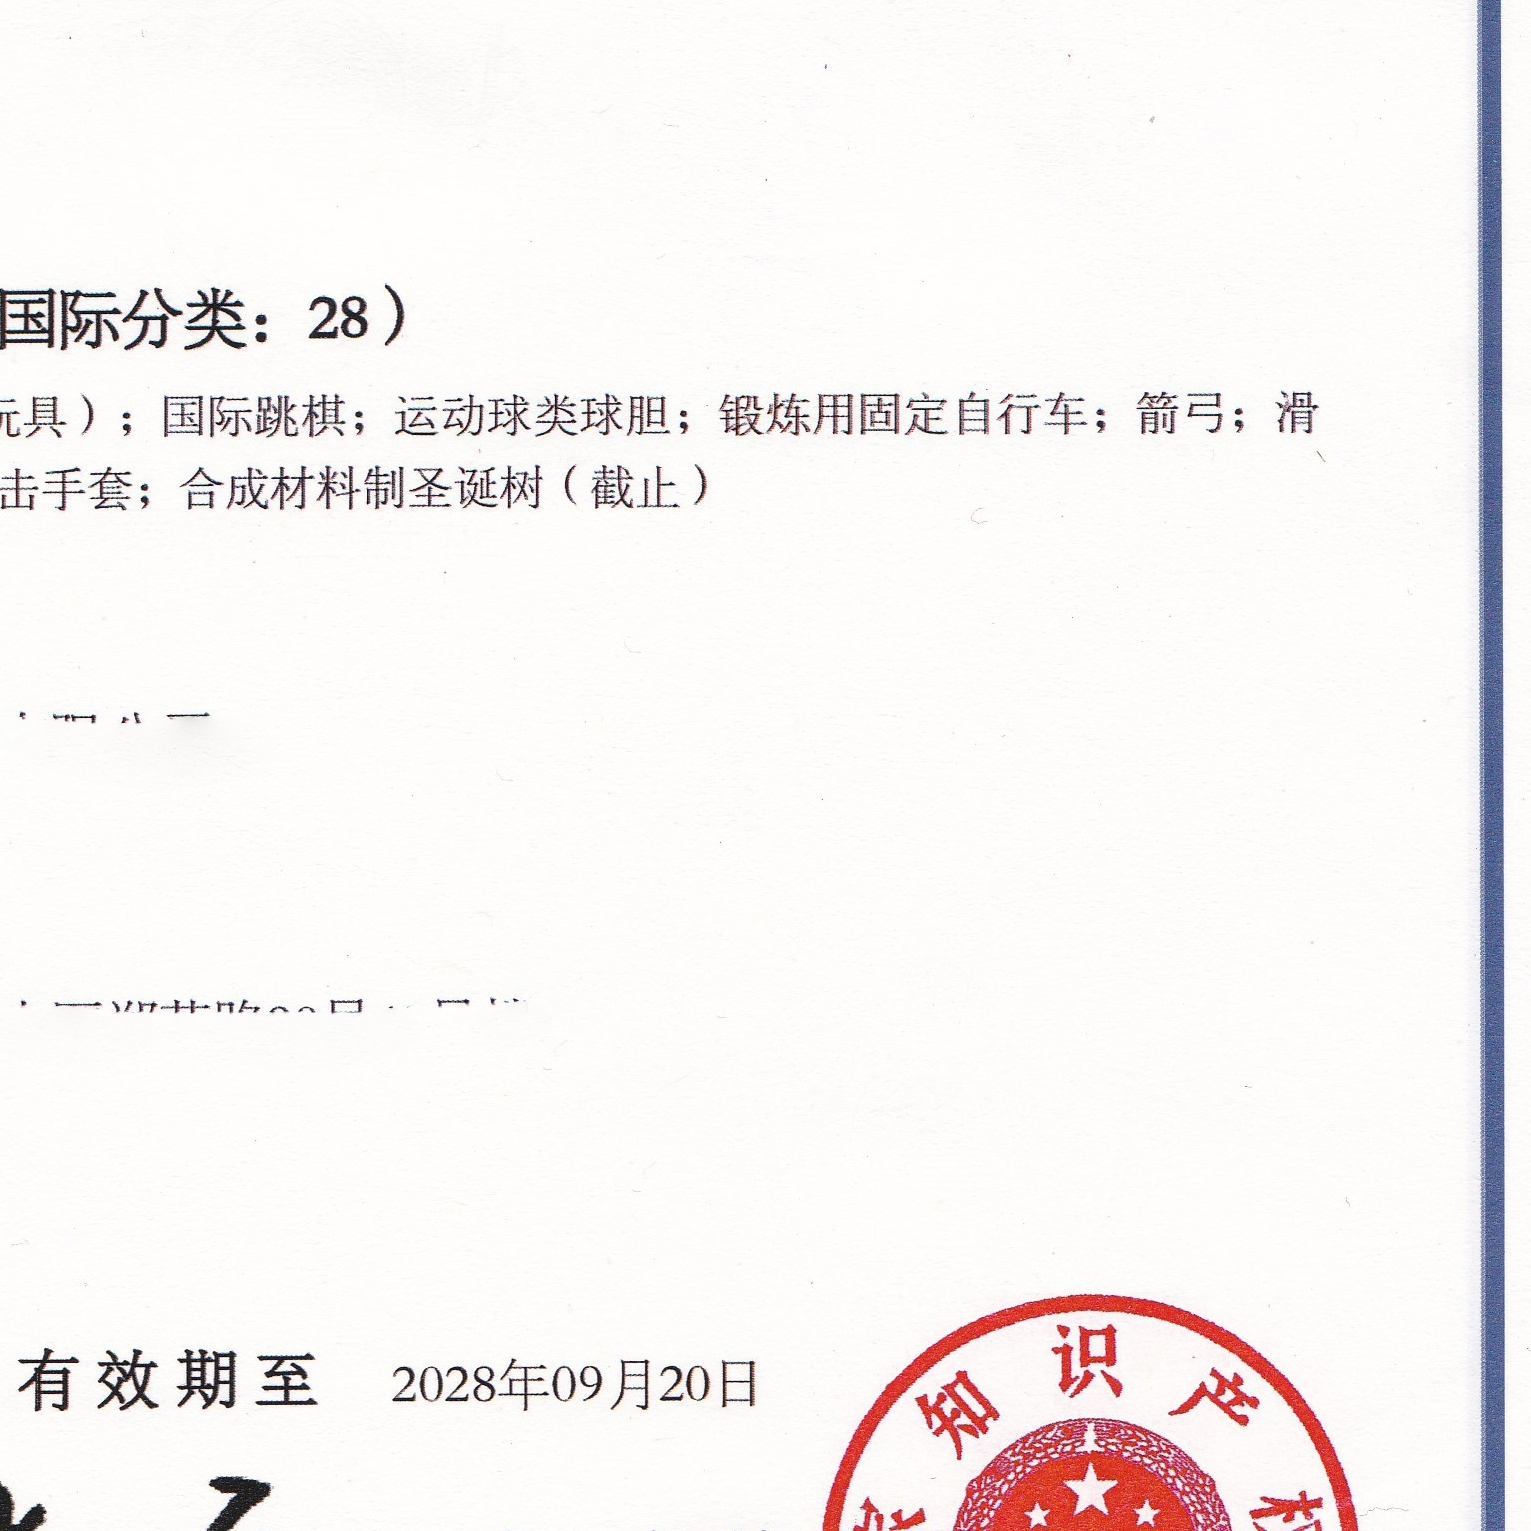 国际分类：28）
玩具）；国际跳棋；运动球类球胆；锻炼用固定自行车；箭弓；滑
击手套；合成材料制圣诞树（截止）
有效期至 2028年09月20日
知识产权